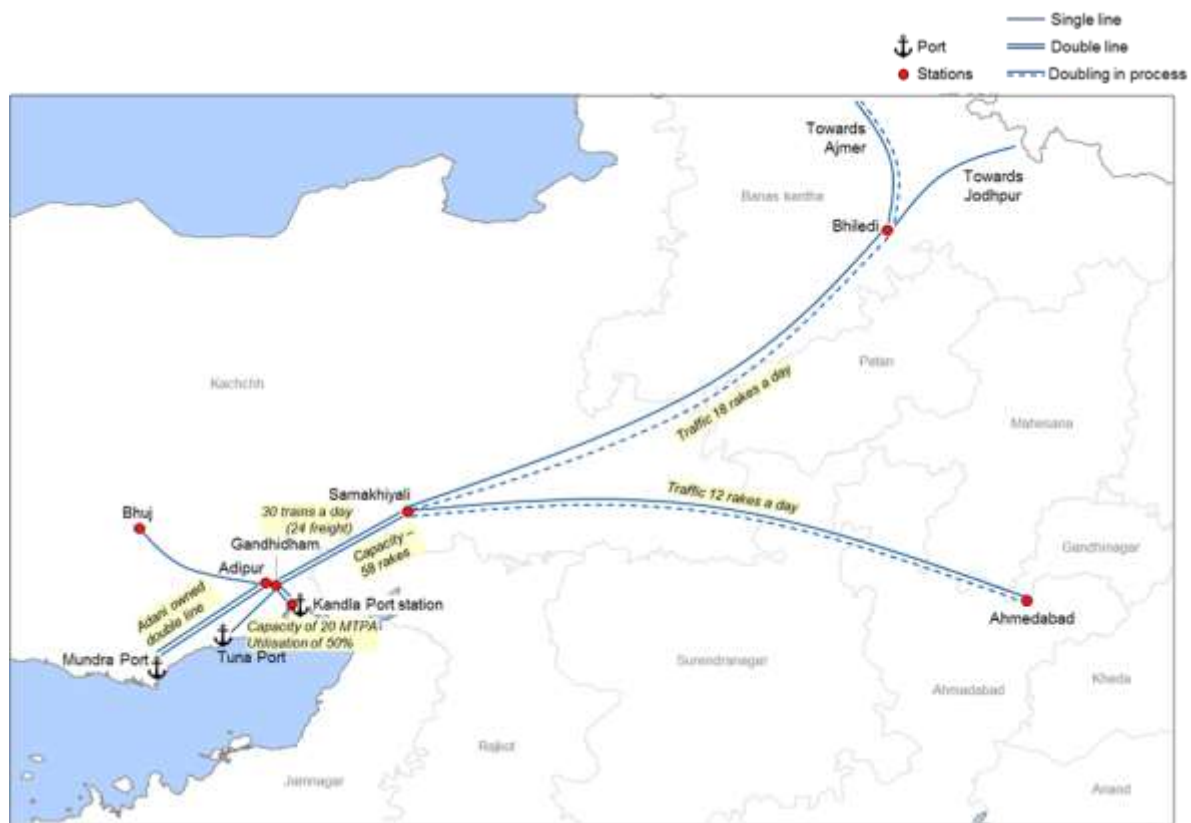 Single line
Port
Double line
Stations
Doubling in process
Towards
Ajmer
Towards
Jodhpur
Banas kantha
Bhiledi
Patan
Kachchh
Traffic 18 rakes a day
Mahesana
Samakhiyali
Traffic 12 rakes a day
Bhuj
30 trains a day
(24 freight)
Gandhidham
Capacity –
58 rakes
Gandhinagar
Adipur
Adani owned
double line
Kandla Port station
Ahmedabad
Capacity of 20 MTPA
Utilisation of 50%
Tuna Port
Mundra Port
Surendranagar
Ahmadabad
Kheda
Rajkot
Jamnagar
Anand